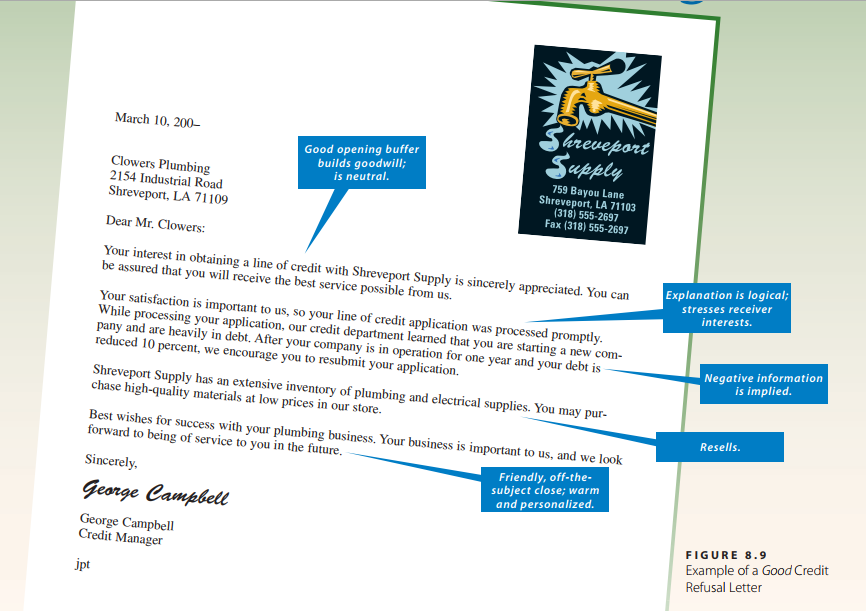 March 10, 200–
Clowers Plumbing
2154 Industrial Road
Shreveport, LA 71109
Dear Mr. Clowers:
Good opening buffer
builds goodwill;
is neutral.
Shreveport
Supply
759 Bayou Lane
Shreveport, LA 71103
(318) 555-2697
Fax (318) 555-2697
Your interest in obtaining a line of credit with Shreveport Supply is sincerely appreciated. You can
be assured that you will receive the best service possible from us.
Your satisfaction is important to us, so your line of credit application was processed promptly.
While processing your application, our credit department learned that you are starting a new com-
pany and are heavily in debt. After your company is in operation for one year and your debt is
reduced 10 percent, we encourage you to resubmit your application.
Explanation is logical;
stresses receiver
interests.
Negative information
is implied.
Shreveport Supply has an extensive inventory of plumbing and electrical supplies. You may pur-
chase high-quality materials at low prices in our store.
Resells.
Best wishes for success with your plumbing business. Your business is important to us, and we look
forward to being of service to you in the future.
Friendly, off-the-
subject close; warm
and personalized.
Sincerely,
George Campbell
George Campbell
Credit Manager
jpt
FIGURE 8.9
Example of a Good Credit
Refusal Letter